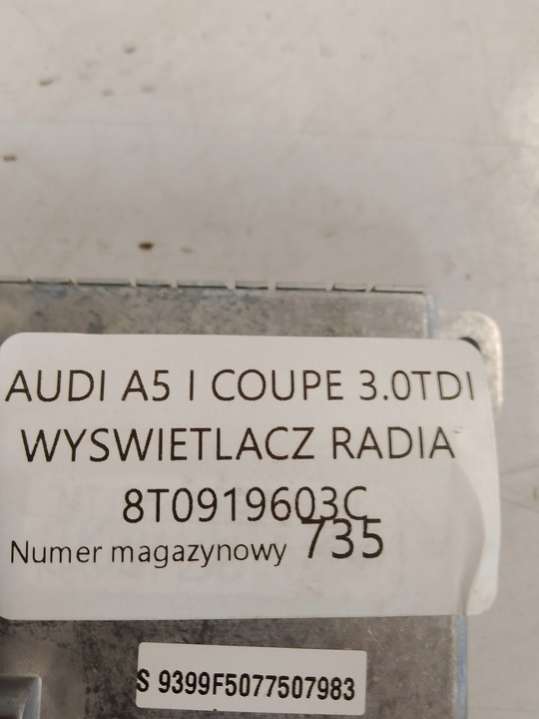 AUDI A5 I COUPE 3.0TDI
WYSWIETLACZ RADIA
8T0919603C
Numer magazynowy 735
S 9399F5077507983